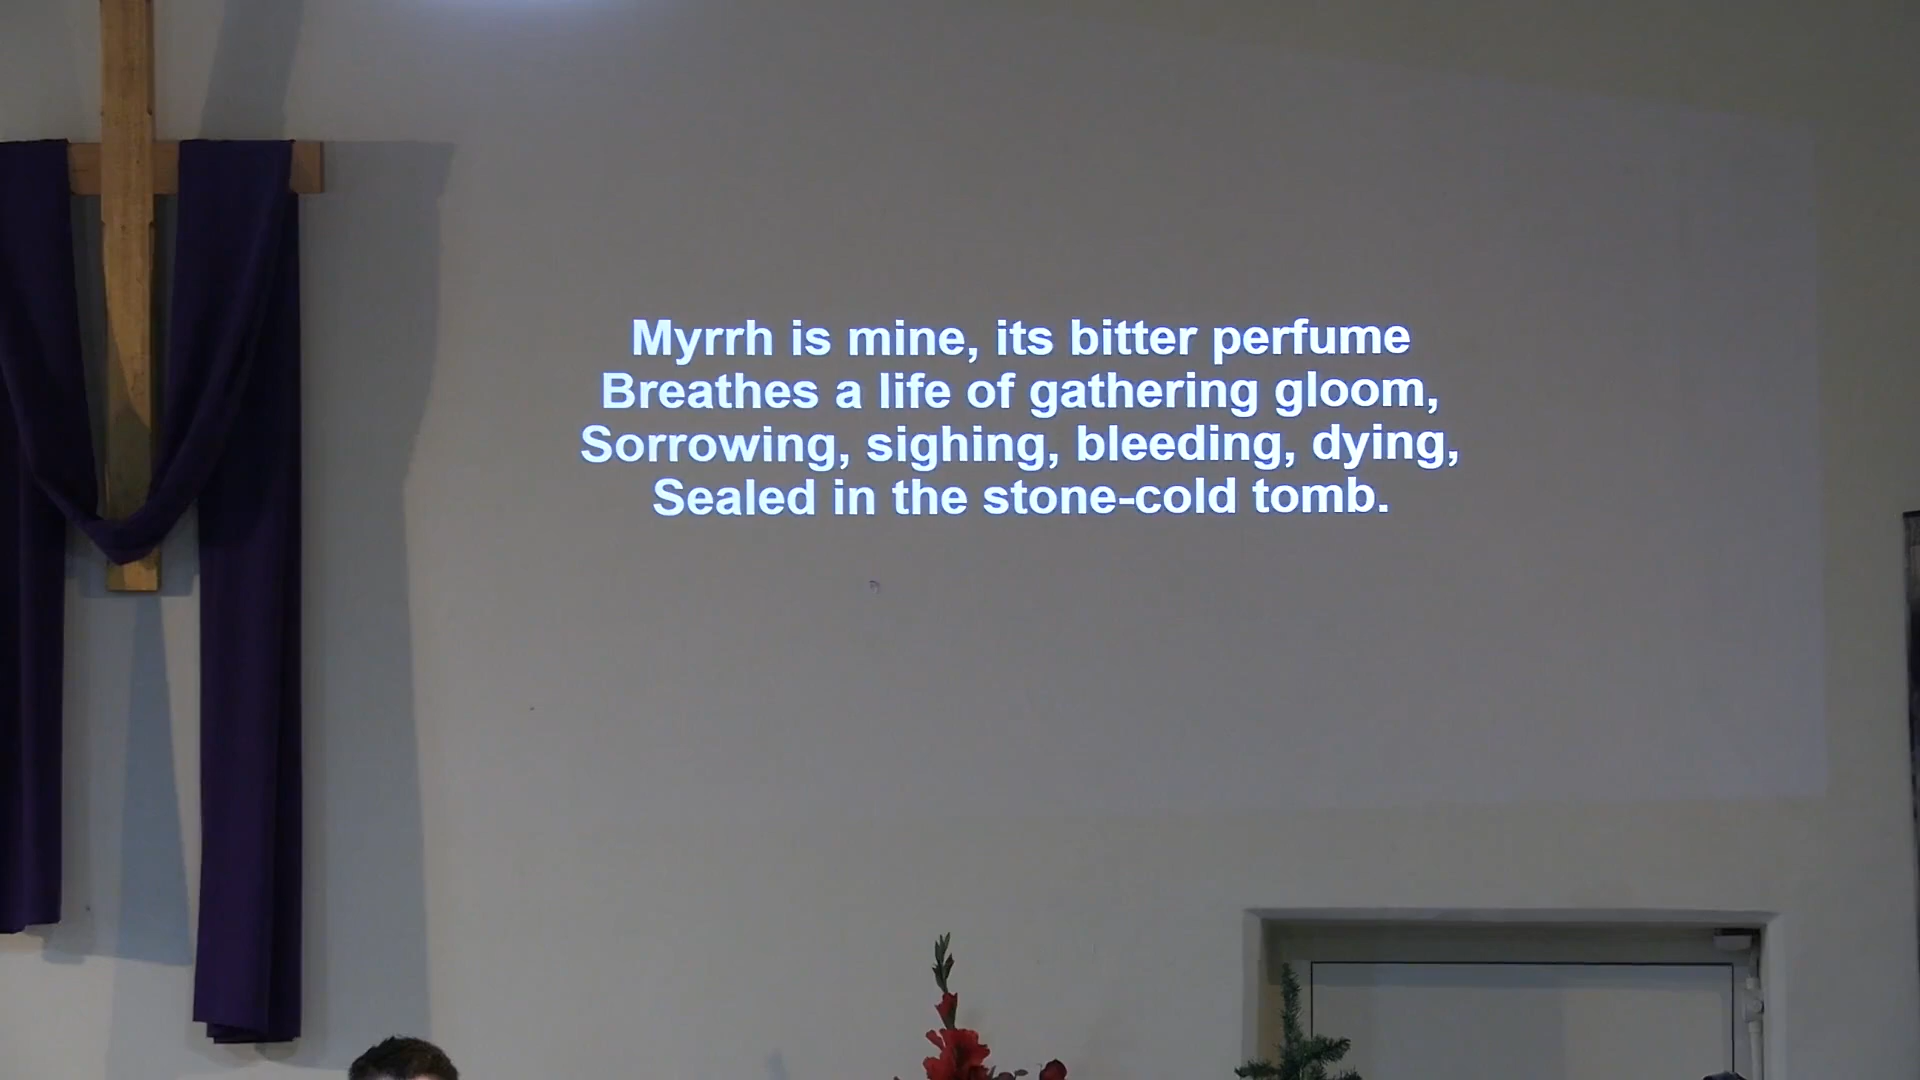 Myrrh is mine, its bitter perfume
Breathes a life of gathering gloom,
Sorrowing, sighing, bleeding, dying,
Sealed in the stone-cold tomb.